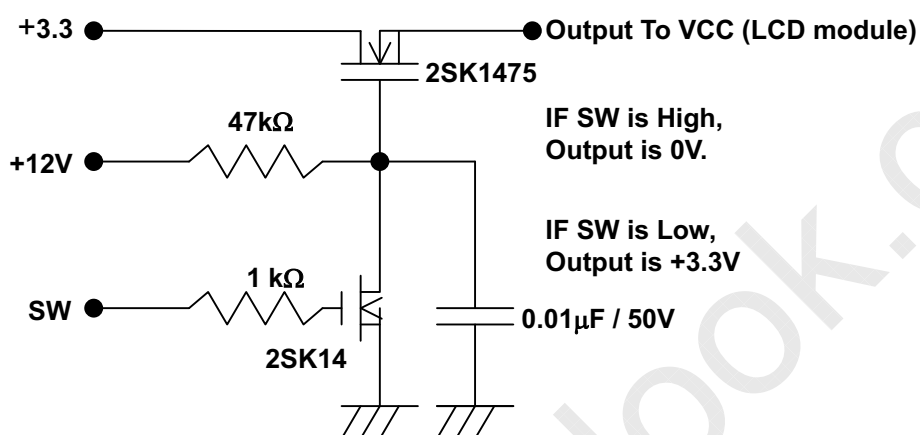 +3.3
Output To VCC (LCD module)
2SK1475
47kΩ
IF SW is High,
Output is 0V.
+12V
IF SW is Low,
Output is +3.3V
1 kΩ
SW
0.01µF / 50V
2SK14